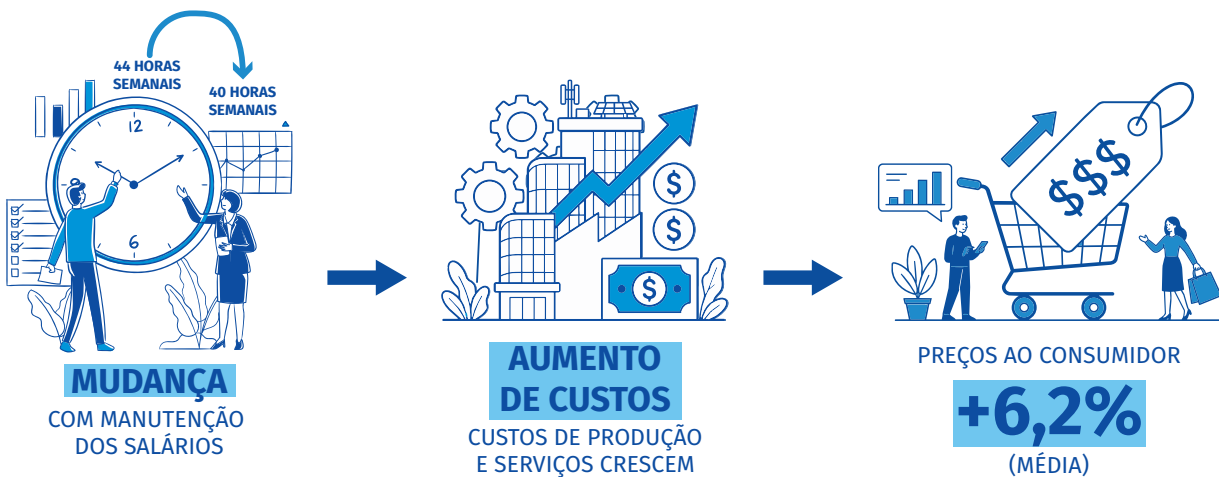 44 HORAS
SEMANAIS
40 HORAS
SEMANAIS
12
6
MUDANÇA
COM MANUTENÇÃO
DOS SALÁRIOS
$
$
$
AUMENTO
DE CUSTOS
CUSTOS DE PRODUÇÃO
E SERVIÇOS CRESCEM
$$$
PREÇOS AO CONSUMIDOR
+6,2%
(MÉDIA)